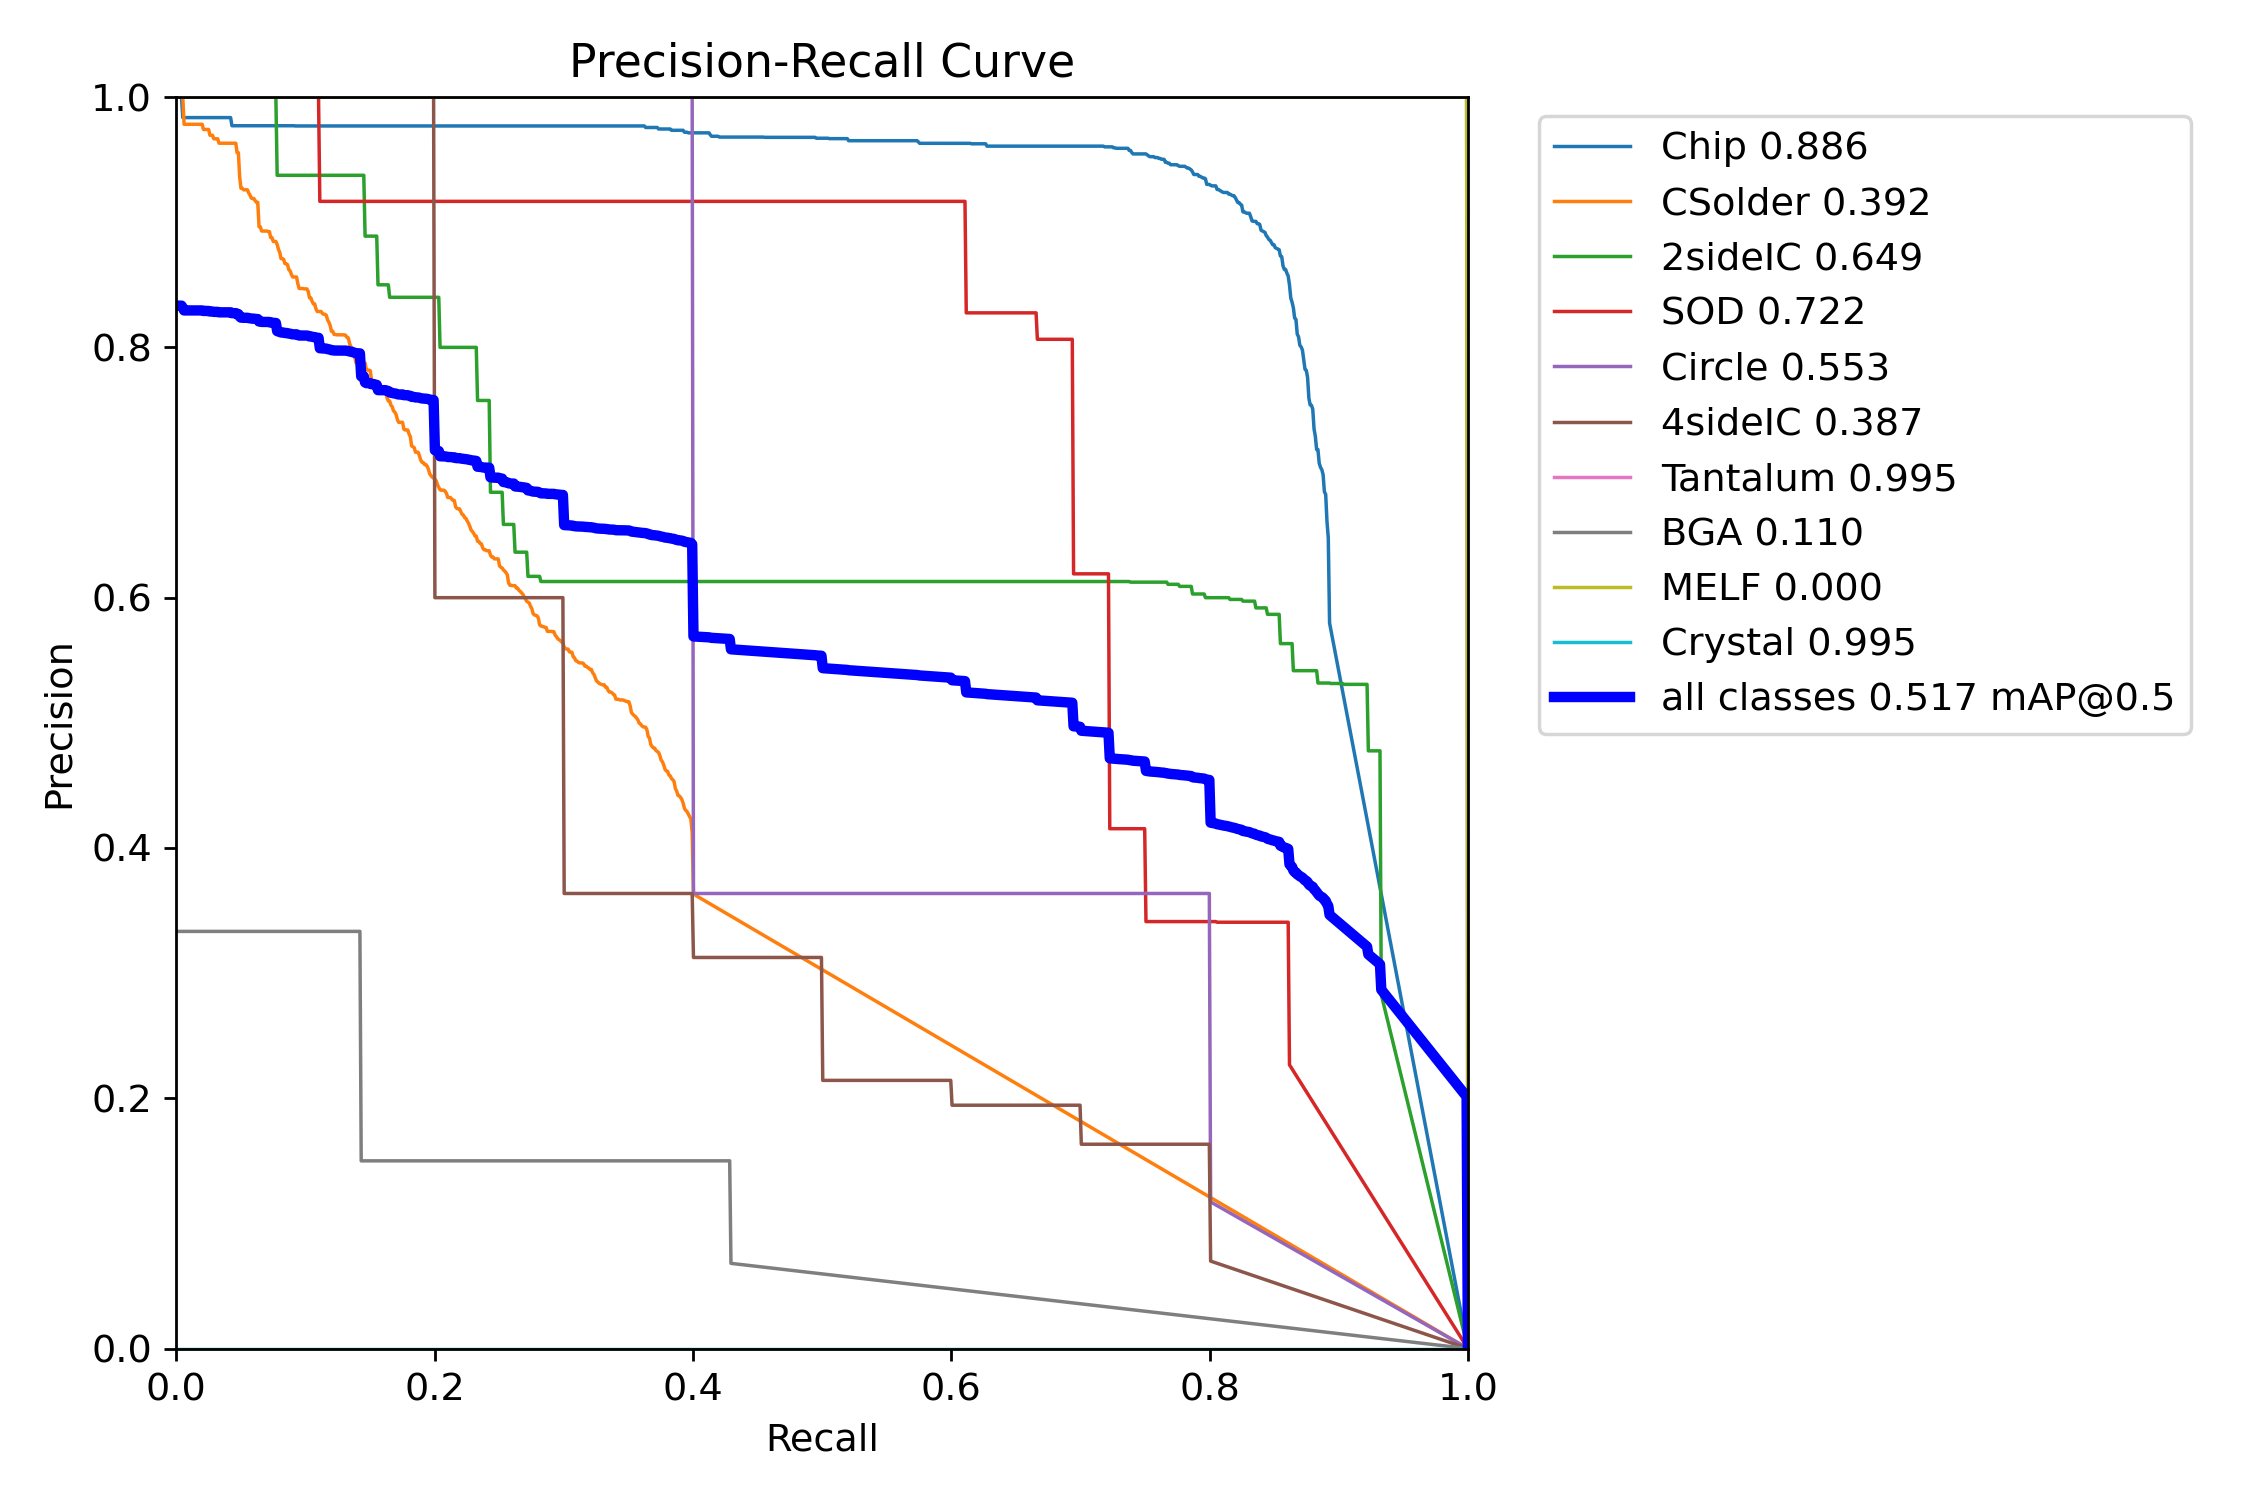 Precision-Recall Curve
1.0
0.8
0.6
0.4
0.2
0.0
Precision
0.0 0.2 0.4 0.6 0.8 1.0
Recall
Chip 0.886
CSolder 0.392
2sideIC 0.649
SOD 0.722
Circle 0.553
4sideIC 0.387
Tantalum 0.995
BGA 0.110
MELF 0.000
Crystal 0.995
all classes 0.517 mAP@0.5